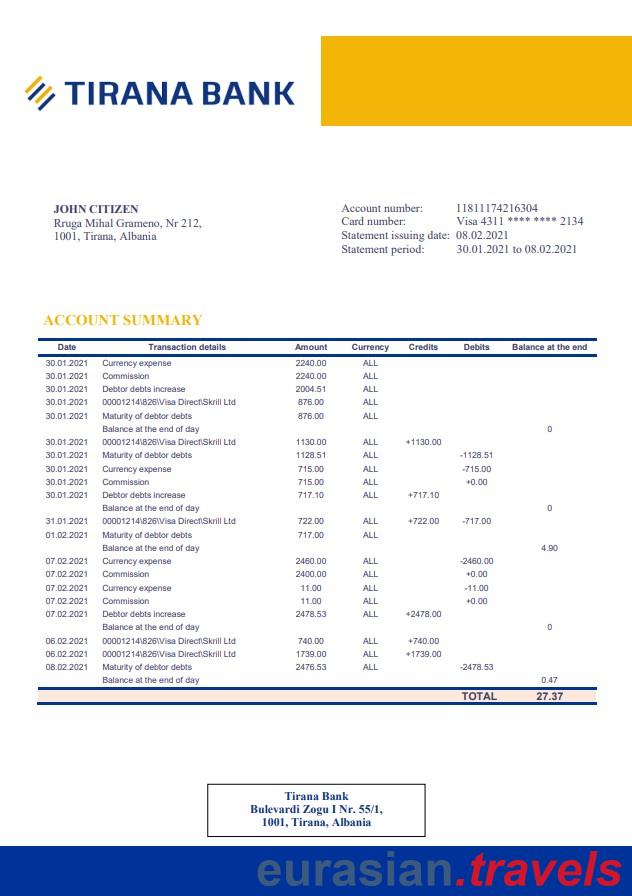 TIRANA BANK
JOHN CITIZEN
Rruga Mihal Grameno, Nr 212,
1001, Tirana, Albania
Account number: 11811174216304
Card number: Visa 4311 **** **** 2134
Statement issuing date: 08.02.2021
Statement period: 30.01.2021 to 08.02.2021
ACCOUNT SUMMARY
Date Transaction details Amount Currency Credits Debits Balance at the end
30.01.2021 Currency expense 2240.00 ALL
30.01.2021 Commission 2240.00 ALL
30.01.2021 Debtor debts increase 2004.51 ALL
30.01.2021 00001214\826\Visa Direct\Skrill Ltd 876.00 ALL
30.01.2021 Maturity of debtor debts 876.00 ALL
Balance at the end of day 0
30.01.2021 00001214\826\Visa Direct\Skrill Ltd 1130.00 ALL +1130.00
30.01.2021 Maturity of debtor debts 1128.51 ALL -1128.51
30.01.2021 Currency expense 715.00 ALL -715.00
30.01.2021 Commission 715.00 ALL +0.00
30.01.2021 Debtor debts increase 717.10 ALL +717.10
Balance at the end of day 0
31.01.2021 00001214\826\Visa Direct\Skrill Ltd 722.00 ALL +722.00 -717.00
01.02.2021 Maturity of debtor debts 717.00 ALL
Balance at the end of day 4.90
07.02.2021 Currency expense 2460.00 ALL -2460.00
07.02.2021 Commission 2400.00 ALL +0.00
07.02.2021 Currency expense 11.00 ALL -11.00
07.02.2021 Commission 11.00 ALL +0.00
07.02.2021 Debtor debts increase 2478.53 ALL +2478.00
Balance at the end of day 0
06.02.2021 00001214\826\Visa Direct\Skrill Ltd 740.00 ALL +740.00
06.02.2021 00001214\826\Visa Direct\Skrill Ltd 1739.00 ALL +1739.00
08.02.2021 Maturity of debtor debts 2476.53 ALL -2478.53
Balance at the end of day 0.47
TOTAL 27.37
Tirana Bank
Bulevardi Zogu I Nr. 55/1,
1001, Tirana, Albania
eurasian.travels